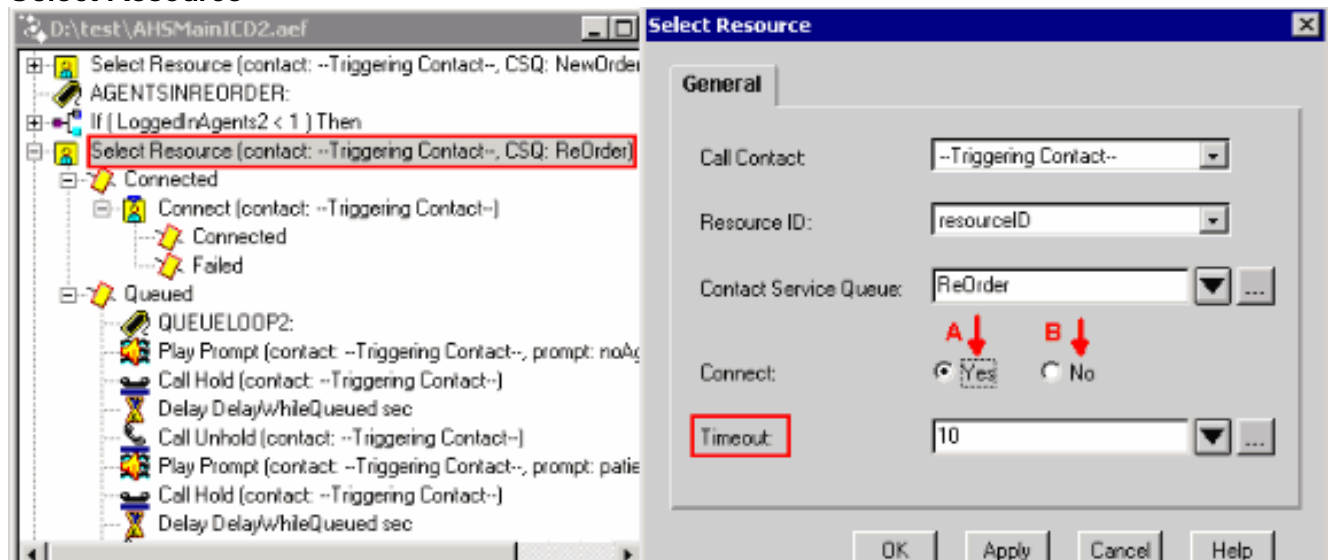 Select Resource
D:\test\AHSMainICD2.aef
Select Resource (contact: --Triggering Contact--, CSQ: NewOrder
AGENTSINREORDER:
If ( LoggedInAgents2 < 1 ) Then
Select Resource (contact: --Triggering Contact--, CSQ: ReOrder)
Connected
Connect (contact: --Triggering Contact--)
Connected
Failed
Queued
QUEUELOOP2:
Play Prompt (contact: --Triggering Contact--, prompt: noAg
Call Hold (contact: --Triggering Contact--)
Delay DelayWhileQueued sec
Call Unhold (contact: --Triggering Contact--)
Play Prompt (contact: --Triggering Contact--, prompt: patie
Call Hold (contact: --Triggering Contact--)
Delay DelayWhileQueued sec
Select Resource
General
Call Contact: --Triggering Contact--
Resource ID: resourceID
Contact Service Queue: ReOrder ...
A B
Connect: Yes No
Timeout: 10 ...
OK Apply Cancel Help